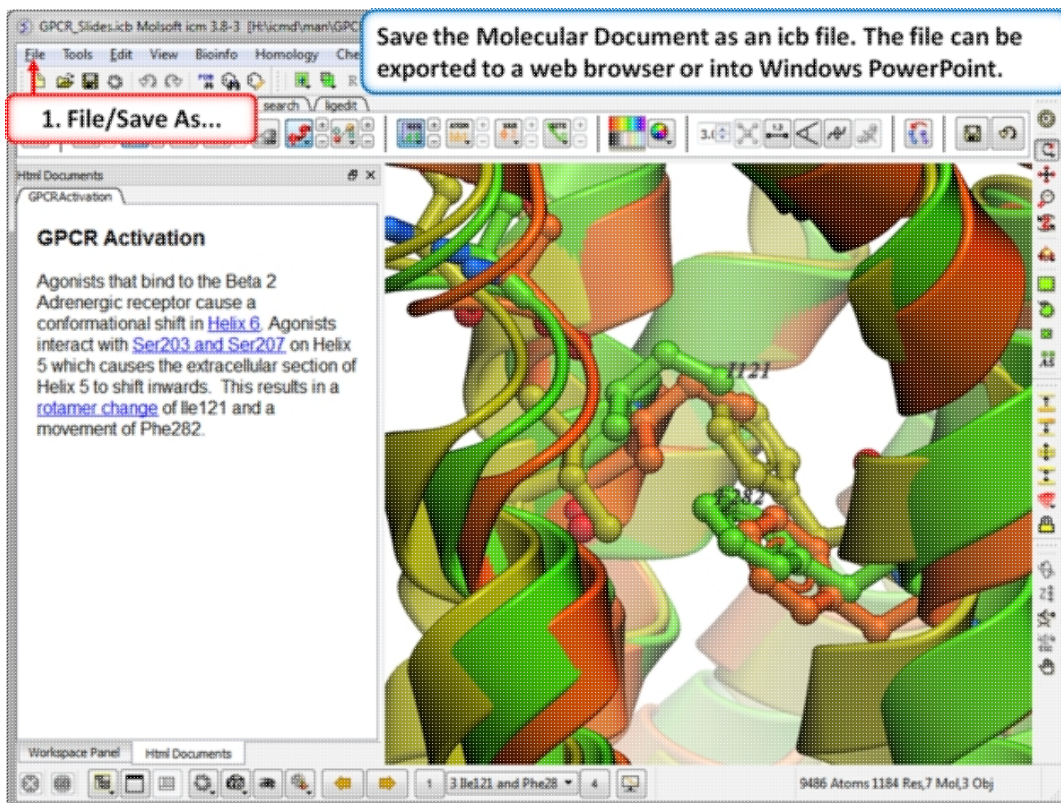 GPCR_Slides.icb Molsoft icm 3.8-3 [H:\icmd\man\GPC
Save the Molecular Document as an icb file. The file can be
exported to a web browser or into Windows PowerPoint.
File Tools Edit View Bioinfo Homology Che
1. File/Save As...
search ligedit
Html Documents
GPCRActivation
GPCR Activation
Agonists that bind to the Beta 2
Adrenergic receptor cause a
conformational shift in Helix 6. Agonists
interact with Ser203 and Ser207 on Helix
5 which causes the extracellular section of
Helix 5 to shift inwards. This results in a
rotamer change of Ile121 and a
movement of Phe282.
I121
Workspace Panel Html Documents
1 3 Ile121 and Phe28 4
9486 Atoms 1184 Res,7 Mol,3 Obj